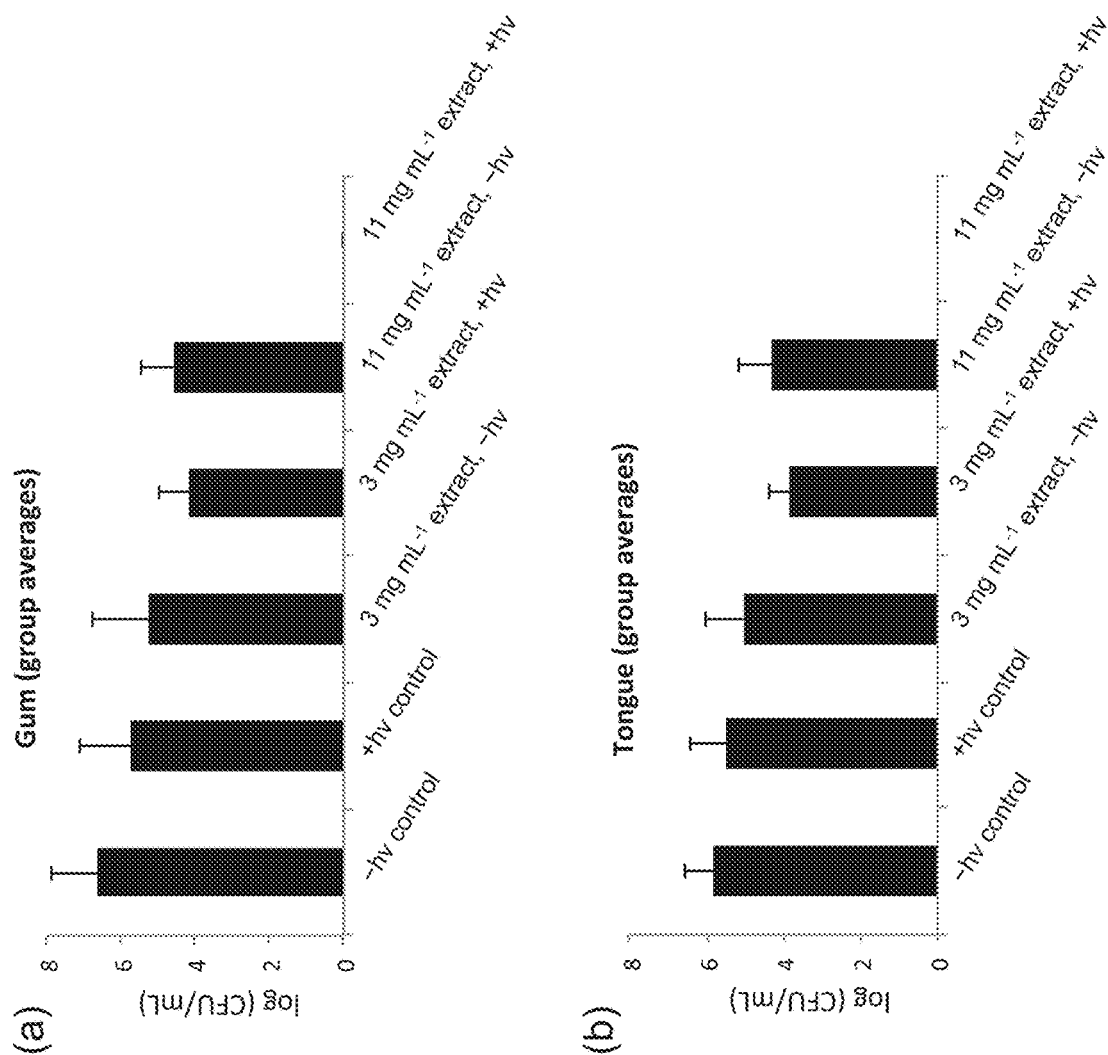 (a)
Gum (group averages)
log (CFU/mL)
8
6
4
2
0
−hv control
+hv control
3 mg mL⁻¹ extract, −hv
3 mg mL⁻¹ extract, +hv
11 mg mL⁻¹ extract, −hv
11 mg mL⁻¹ extract, +hv
(b)
Tongue (group averages)
log (CFU/mL)
8
6
4
2
0
−hv control
+hv control
3 mg mL⁻¹ extract, −hv
3 mg mL⁻¹ extract, +hv
11 mg mL⁻¹ extract, −hv
11 mg mL⁻¹ extract, +hv